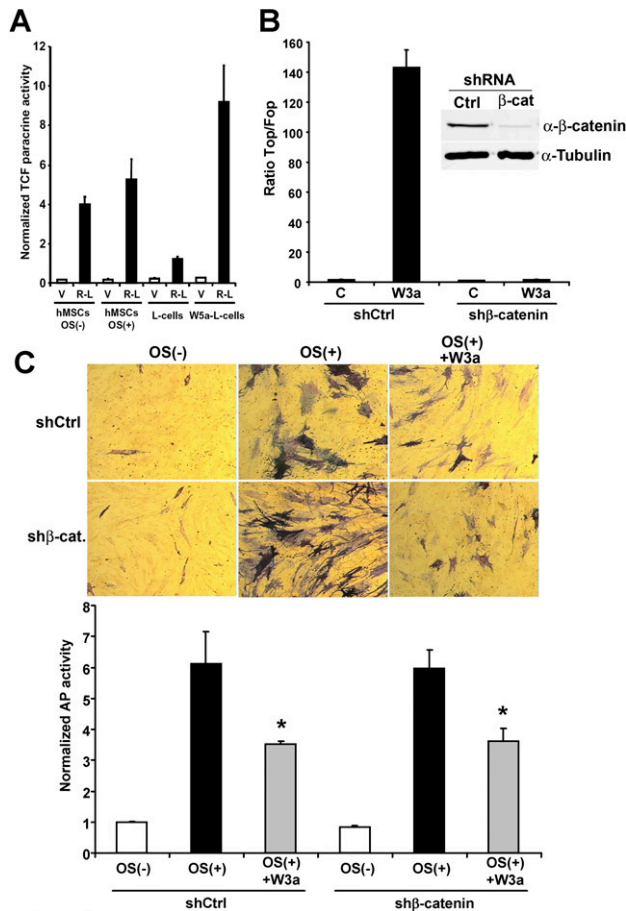 A
Normalized TCF paracrine activity
12
10
8
6
4
2
0
V R-L V R-L V R-L V R-L
hMSCs OS(-)
hMSCs OS(+)
L-cells
W5a-L-cells
B
Ratio Top/Fop
160
140
120
100
80
60
40
20
0
C W3a C W3a
shCtrl shβ-catenin
shRNA
Ctrl β-cat
α-β-catenin
α-Tubulin
C
OS(-) OS(+) OS(+)
+W3a
shCtrl
shβ-cat.
Normalized AP activity
8
7
6
5
4
3
2
1
0
* *
OS(-) OS(+) OS(+) OS(-) OS(+) OS(+)
+W3a +W3a
shCtrl shβ-catenin